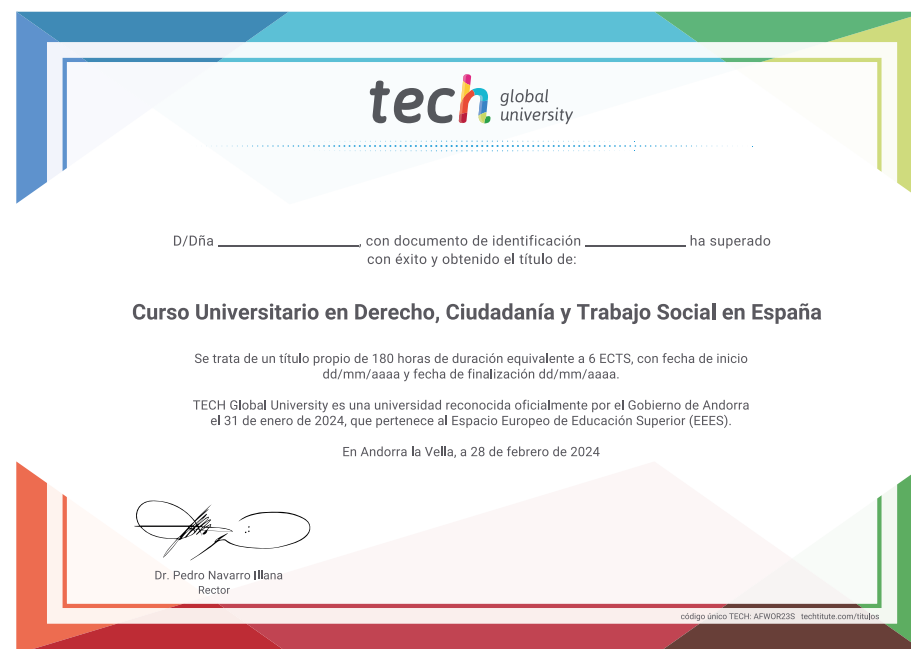 tech global university
D/Dña ______________, con documento de identificación ______________ ha superado
con éxito y obtenido el título de:
Curso Universitario en Derecho, Ciudadanía y Trabajo Social en España
Se trata de un título propio de 180 horas de duración equivalente a 6 ECTS, con fecha de inicio
dd/mm/aaaa y fecha de finalización dd/mm/aaaa.
TECH Global University es una universidad reconocida oficialmente por el Gobierno de Andorra
el 31 de enero de 2024, que pertenece al Espacio Europeo de Educación Superior (EEES).
En Andorra la Vella, a 28 de febrero de 2024
Dr. Pedro Navarro Illana
Rector
código único TECH: AFWOR23S techtitute.com/titulos